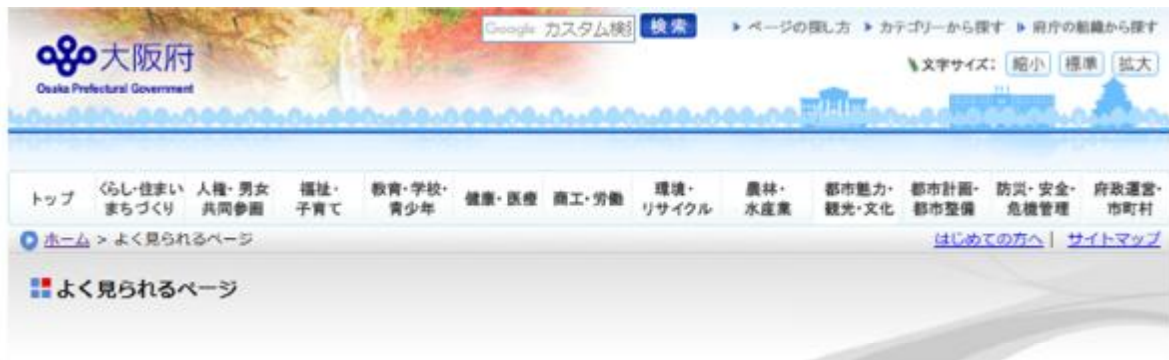 Google カスタム検 検索 ページの探し方 カテゴリーから探す 府庁の組織から探す
大阪府
Osaka Prefectural Government
文字サイズ： 縮小 標準 拡大
トップ くらし・住まい まちづくり 人権・男女 共同参画 福祉・ 子育て 教育・学校・ 青少年 健康・医療 商工・労働 環境・ リサイクル 農林・ 水産業 都市魅力・ 観光・文化 都市計画・ 都市整備 防災・安全・ 危機管理 府政運営・ 市町村
ホーム > よく見られるページ はじめての方へ | サイトマップ
よく見られるページ